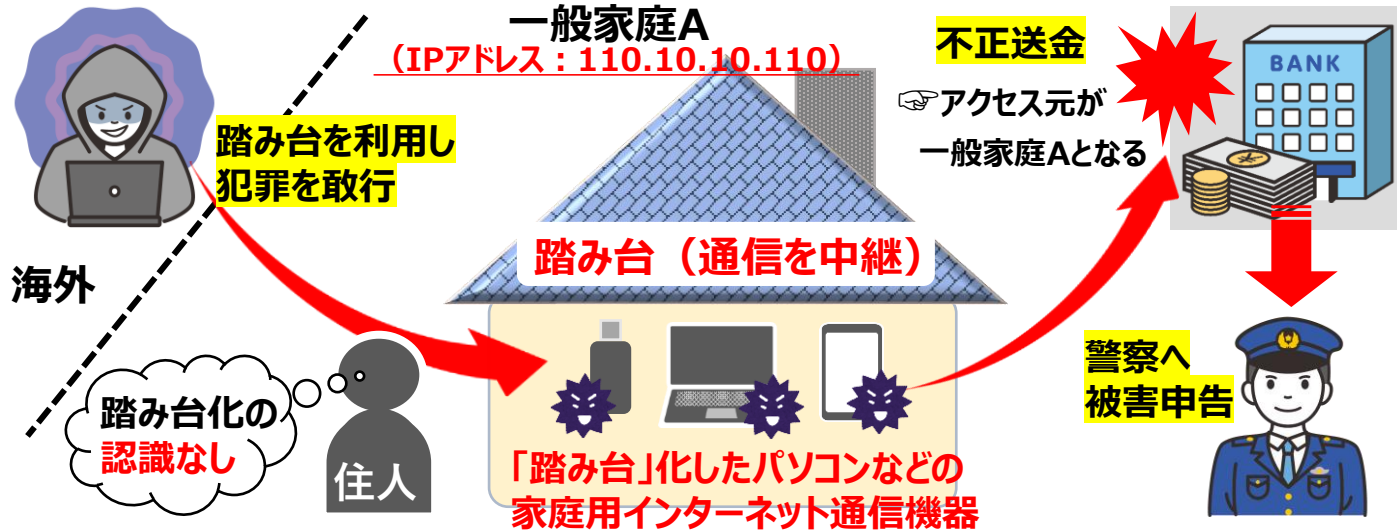 一般家庭A
（IPアドレス：110.10.10.110）
踏み台を利用し
犯罪を敢行
海外
不正送金
☞アクセス元が
一般家庭Aとなる
BANK
踏み台（通信を中継）
踏み台化の
認識なし
住人
「踏み台」化したパソコンなどの
家庭用インターネット通信機器
警察へ
被害申告